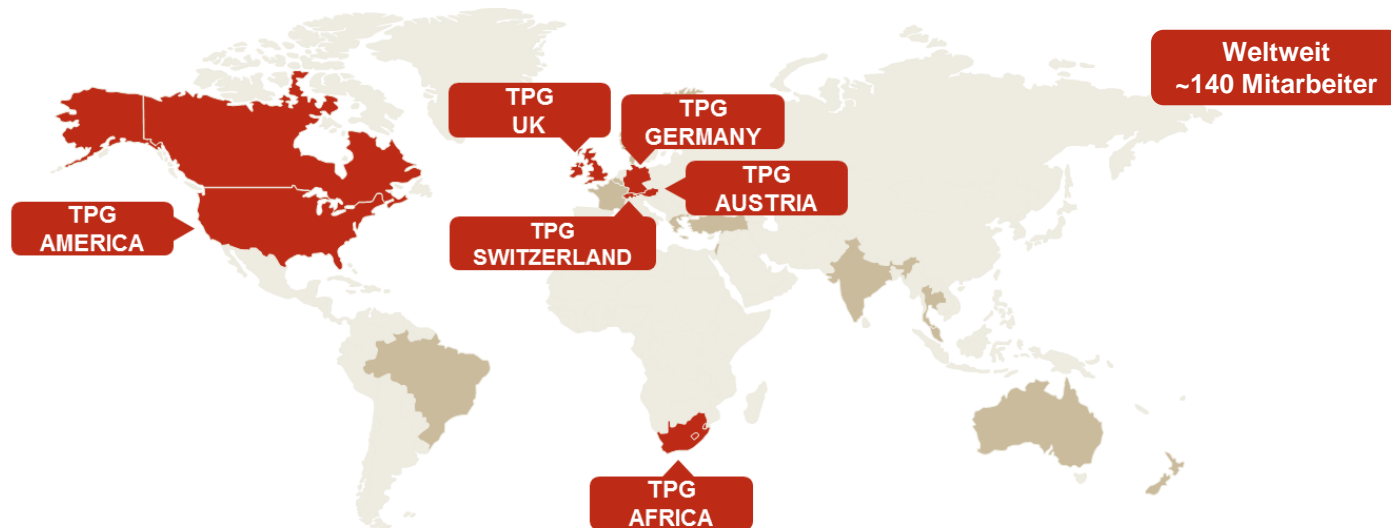 Weltweit
~140 Mitarbeiter
TPG
UK
TPG
GERMANY
TPG
AUSTRIA
TPG
AMERICA
TPG
SWITZERLAND
TPG
AFRICA